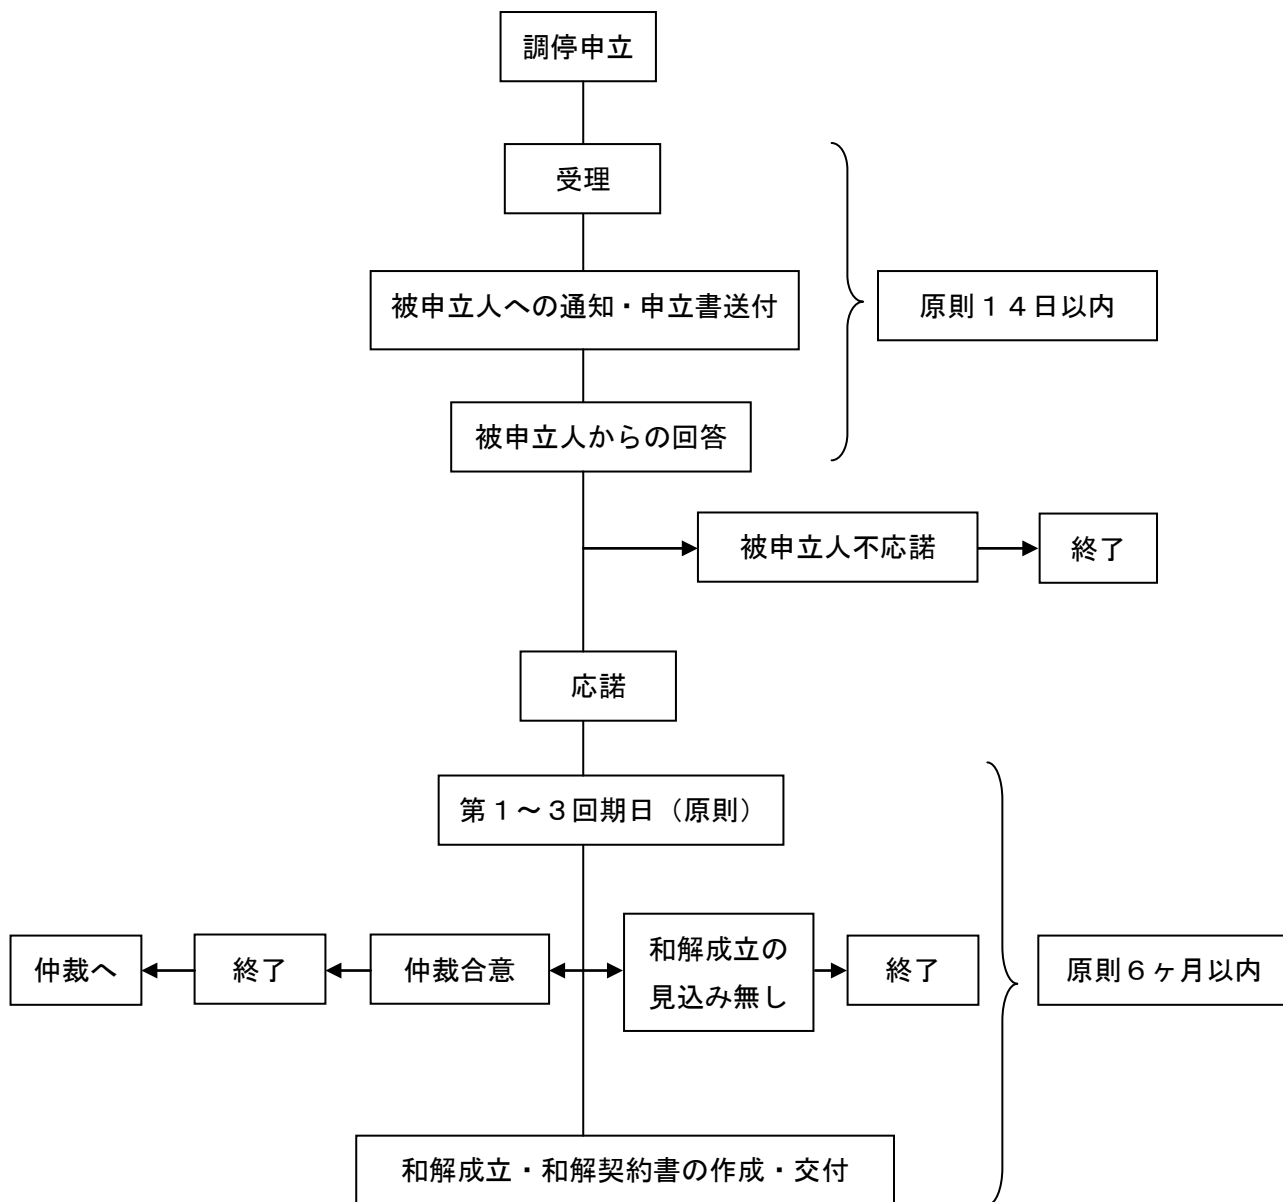 調停申立
受理
被申立人への通知・申立書送付
原則１４日以内
被申立人からの回答
被申立人不応諾
終了
応諾
第１～３回期日（原則）
仲裁へ
終了
仲裁合意
和解成立の
見込み無し
終了
原則６ヶ月以内
和解成立・和解契約書の作成・交付